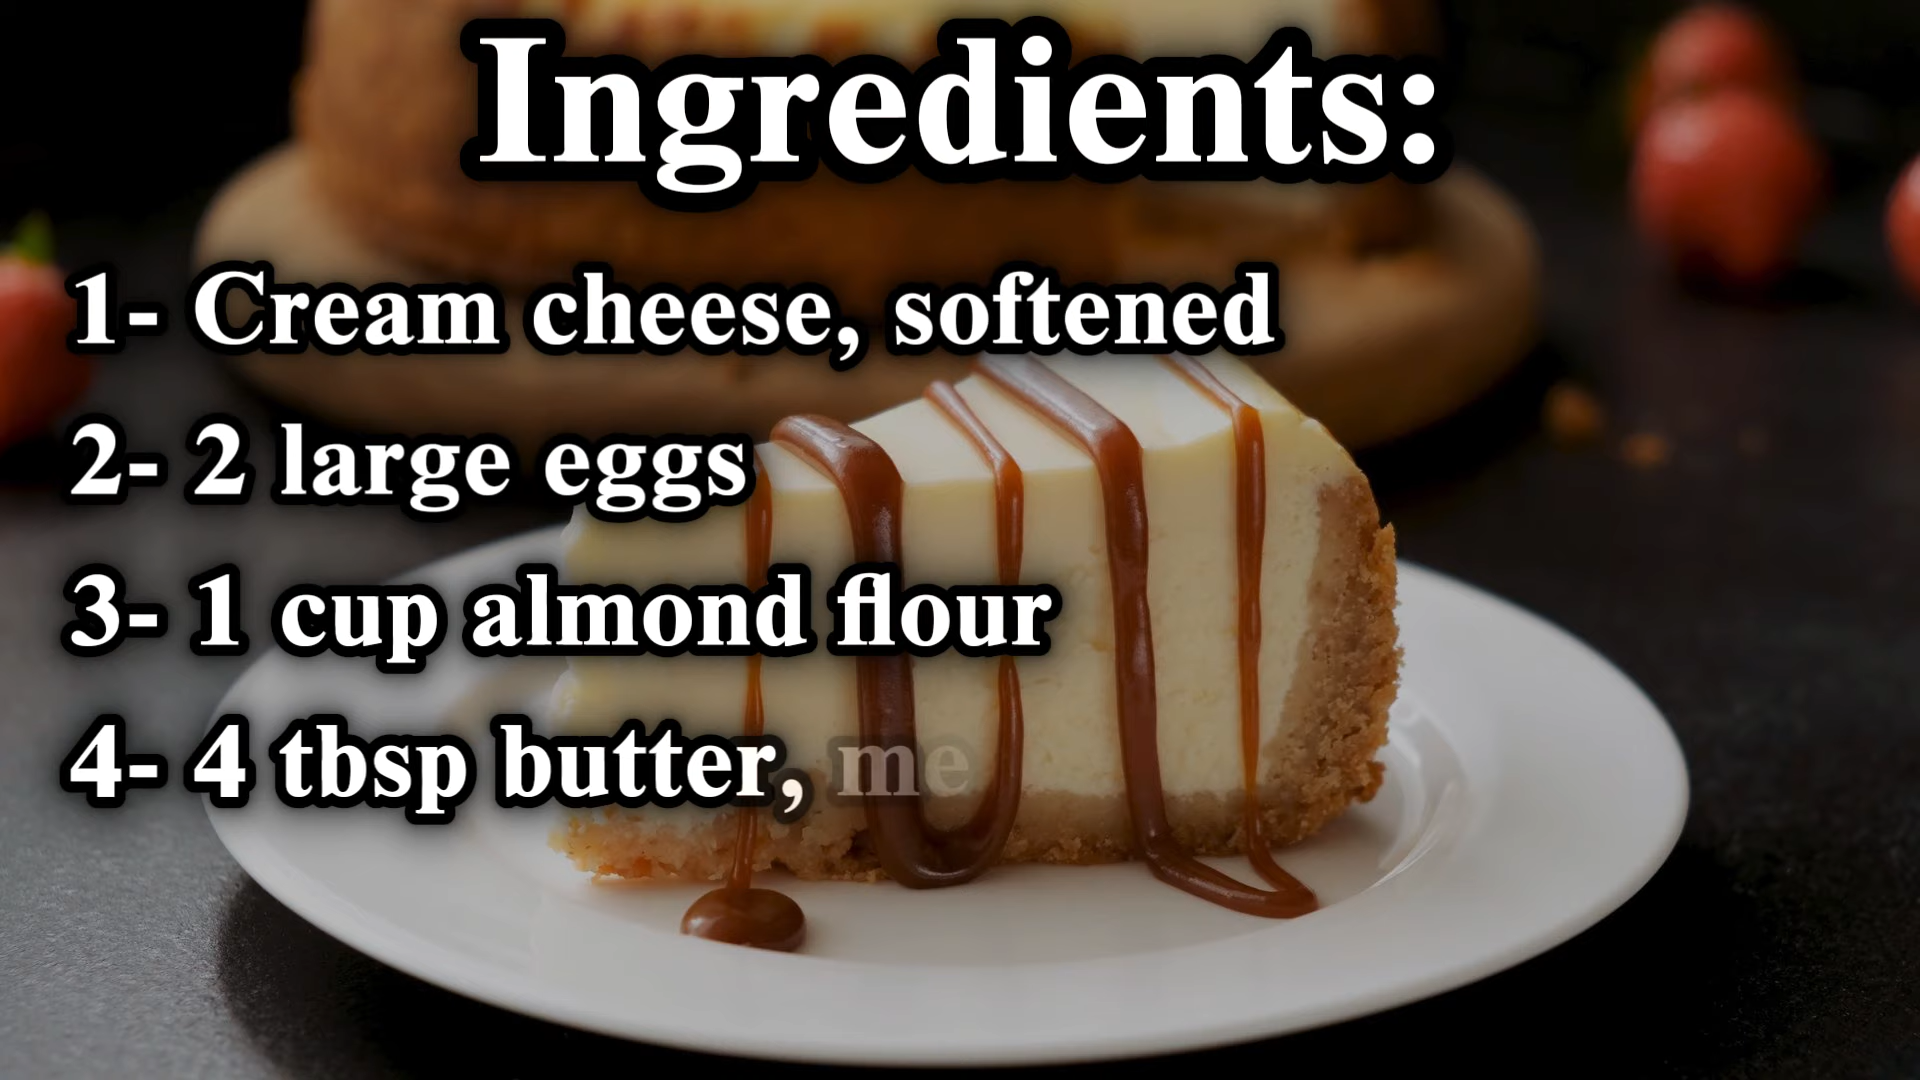 Ingredients:
1- Cream cheese, softened
2- 2 large eggs
3- 1 cup almond flour
4- 4 tbsp butter, me